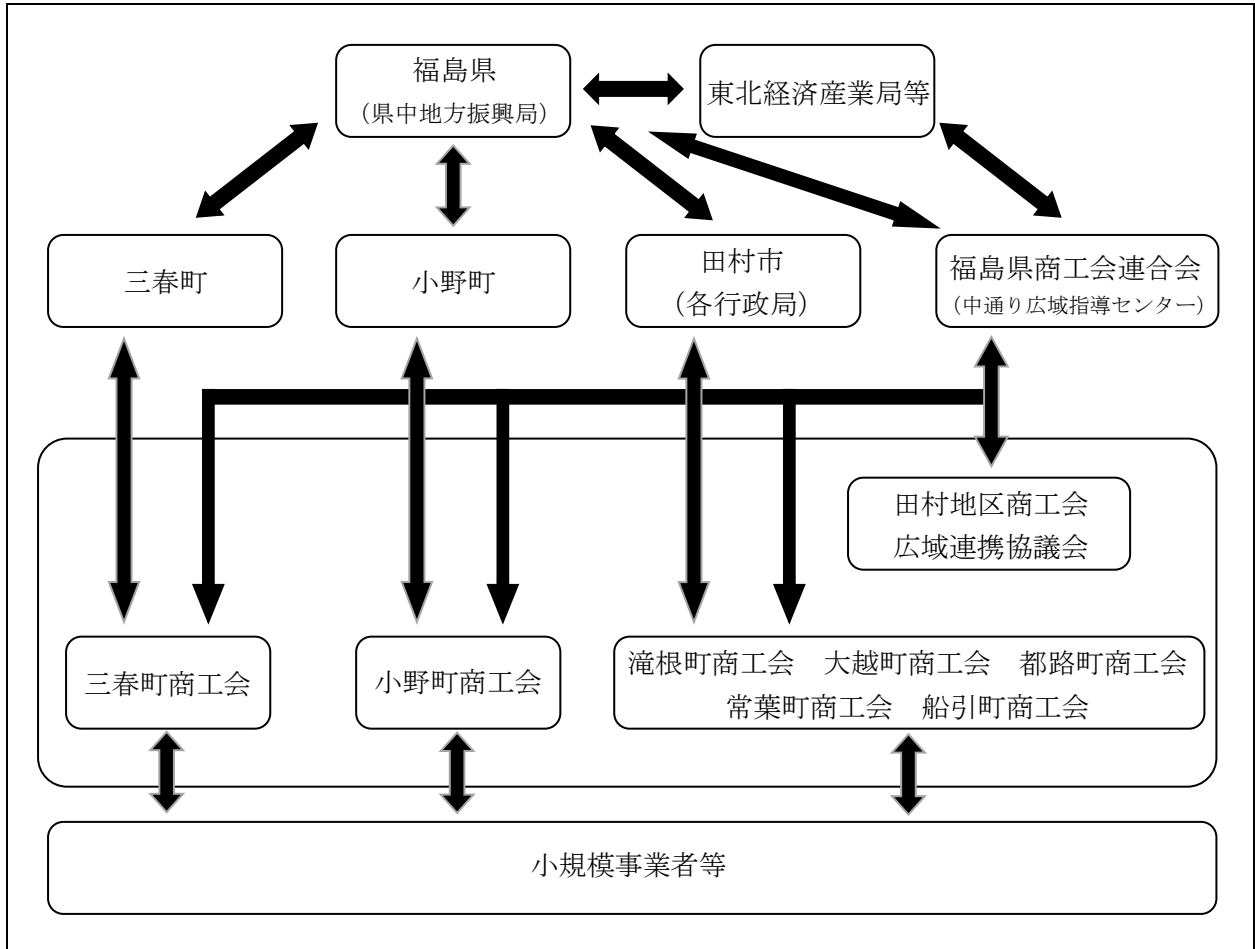 福島県
（県中地方振興局）
東北経済産業局等
三春町
小野町
田村市
（各行政局）
福島県商工会連合会
（中通り広域指導センター）
田村地区商工会
広域連携協議会
三春町商工会
小野町商工会
滝根町商工会　大越町商工会　都路町商工会
常葉町商工会　船引町商工会
小規模事業者等